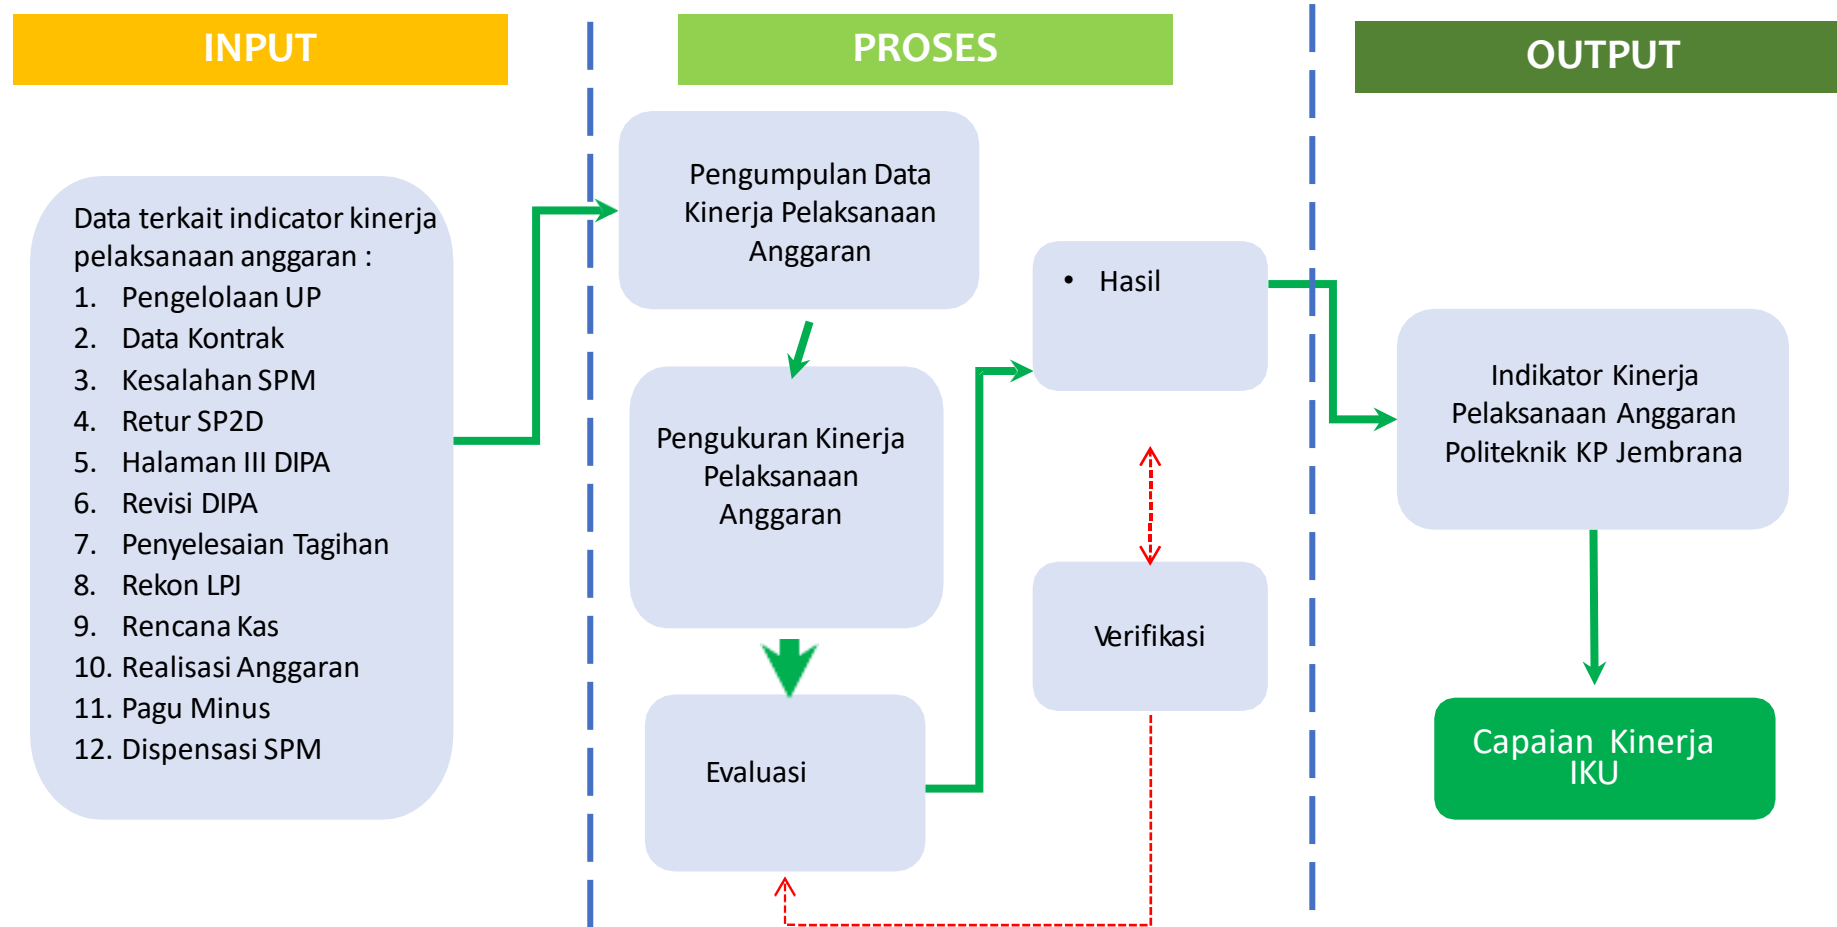 INPUT
PROSES
OUTPUT
Data terkait indicator kinerja
pelaksanaan anggaran :
1. Pengelolaan UP
2. Data Kontrak
3. Kesalahan SPM
4. Retur SP2D
5. Halaman III DIPA
6. Revisi DIPA
7. Penyelesaian Tagihan
8. Rekon LPJ
9. Rencana Kas
10. Realisasi Anggaran
11. Pagu Minus
12. Dispensasi SPM
Pengumpulan Data
Kinerja Pelaksanaan
Anggaran
Pengukuran Kinerja
Pelaksanaan
Anggaran
Evaluasi
• Hasil
Verifikasi
Indikator Kinerja
Pelaksanaan Anggaran
Politeknik KP Jembrana
Capaian Kinerja
IKU